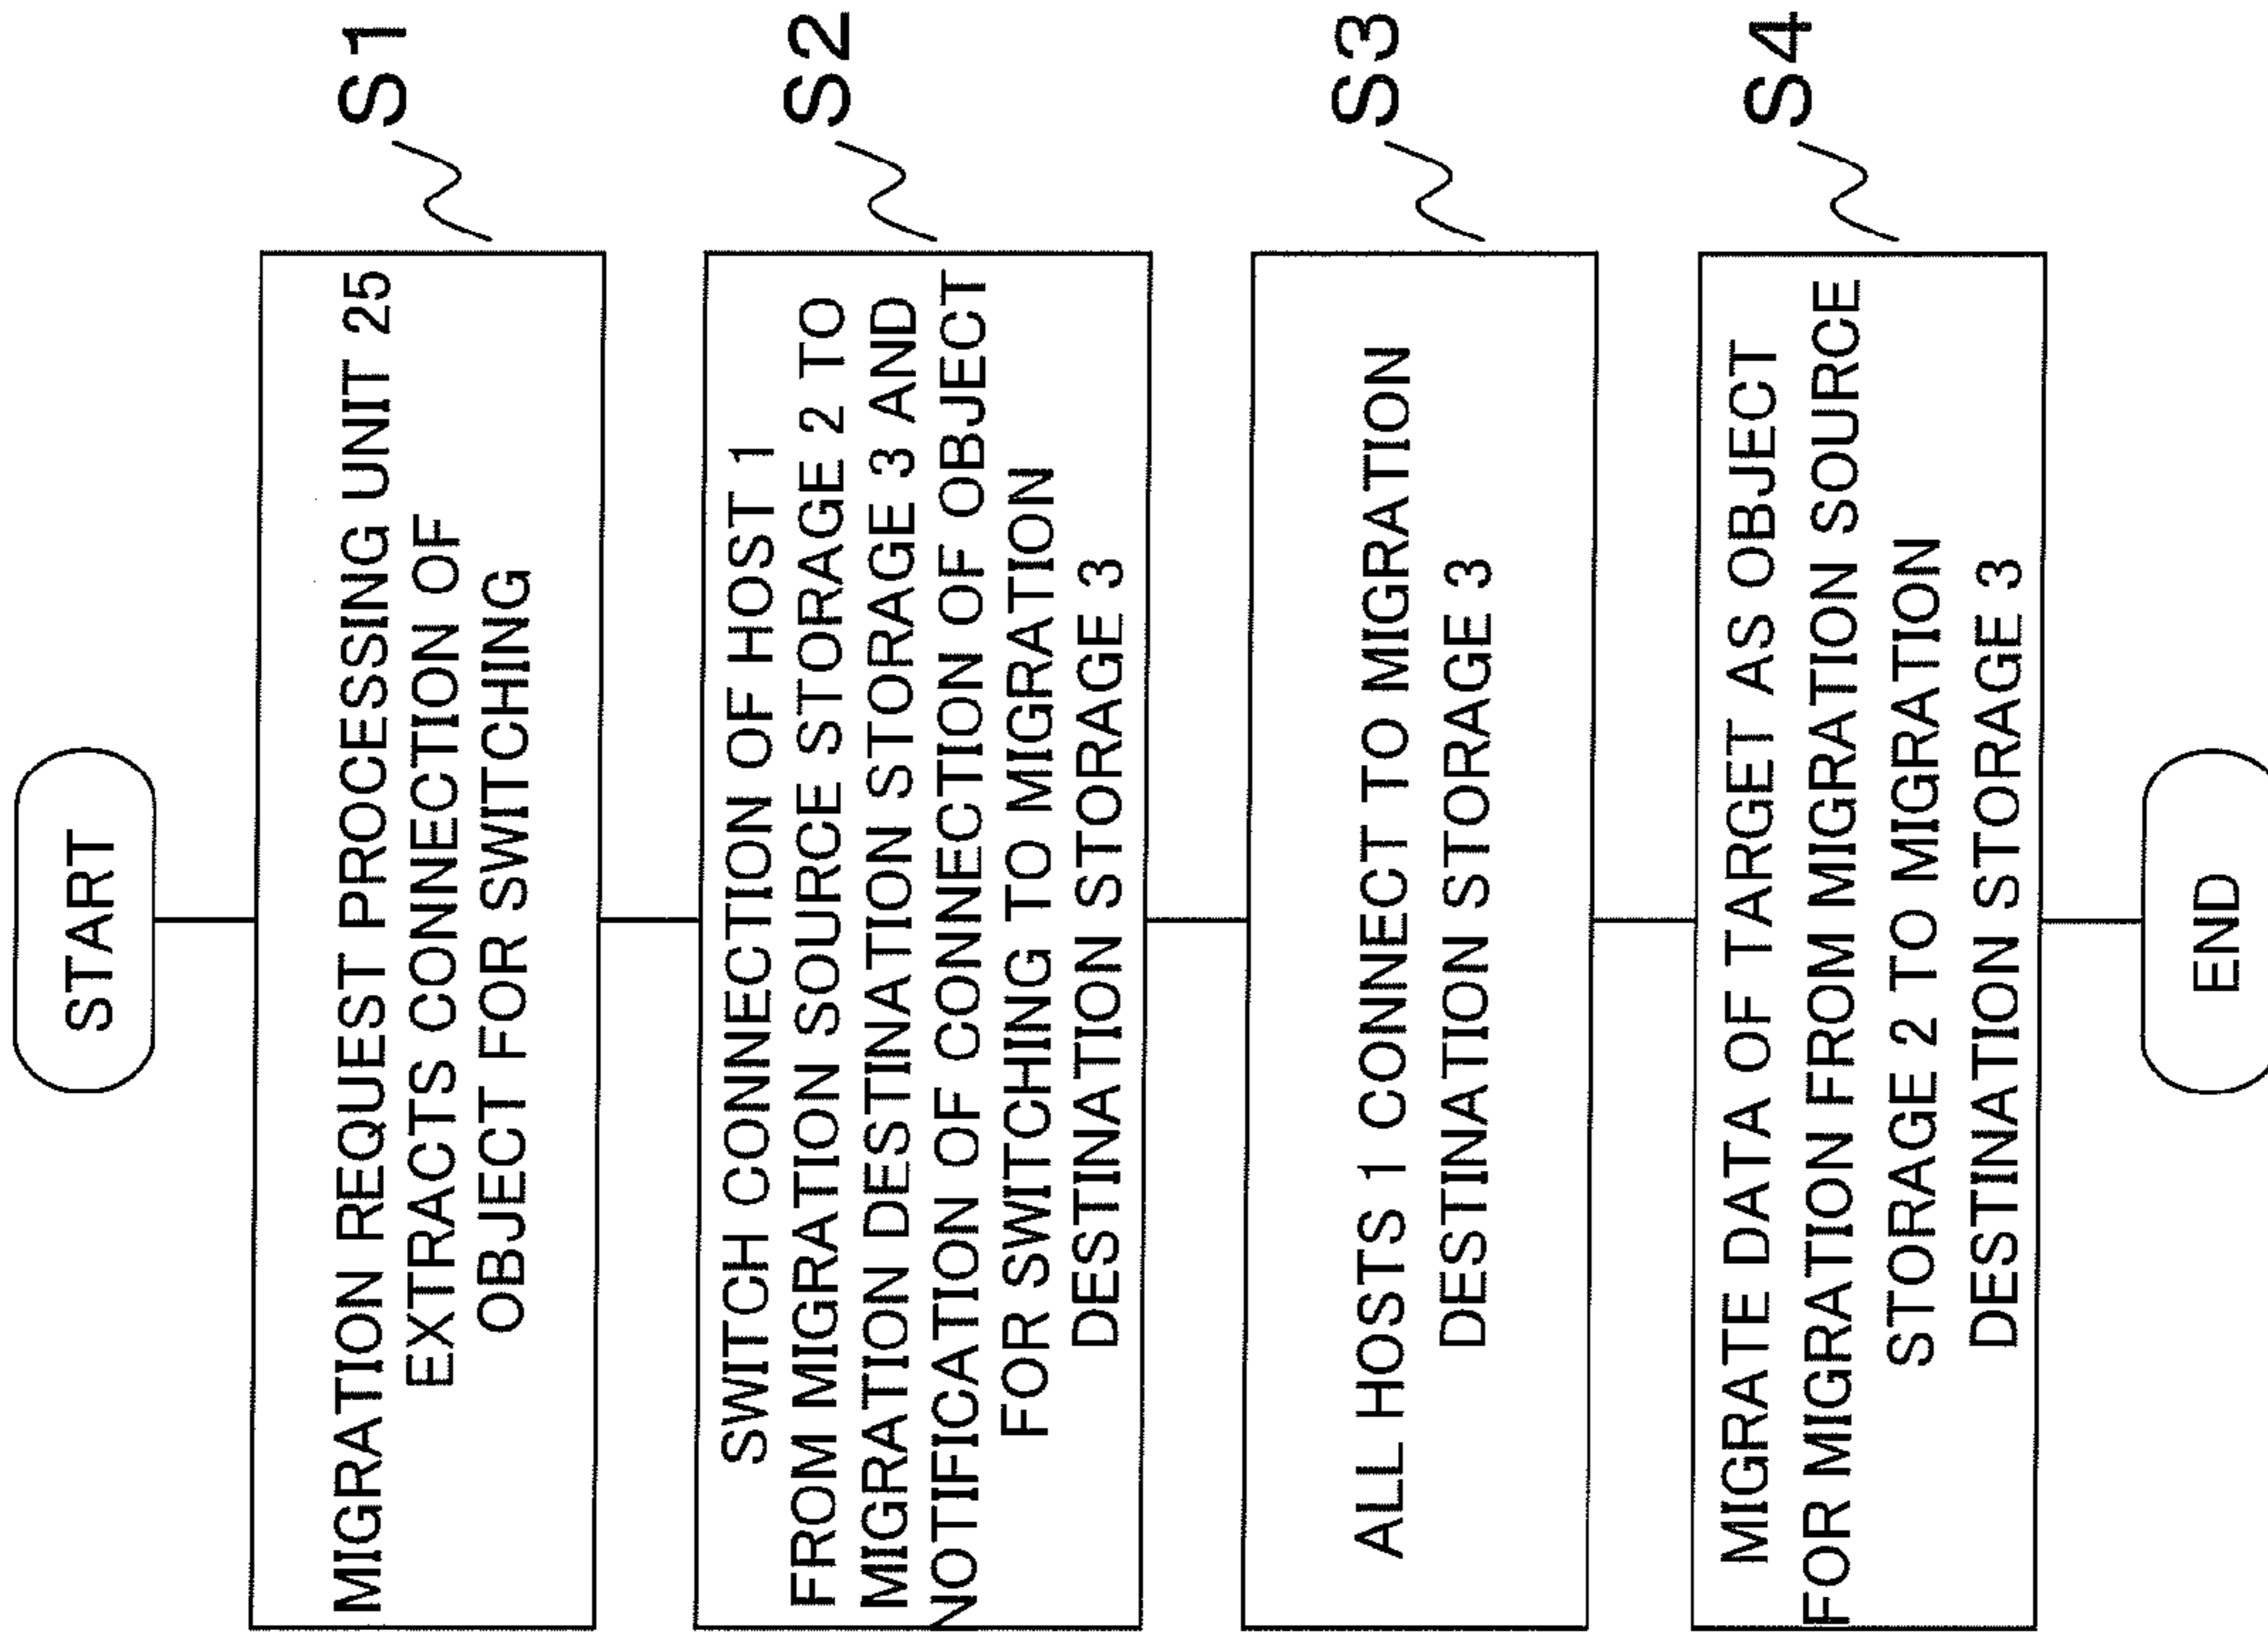 START
MIGRATION REQUEST PROCESSING UNIT 25
EXTRACTS CONNECTION OF
OBJECT FOR SWITCHING
S1
SWITCH CONNECTION OF HOST 1
FROM MIGRATION SOURCE STORAGE 2 TO
MIGRATION DESTINATION STORAGE 3 AND
NOTIFICATION OF CONNECTION OF OBJECT
FOR SWITCHING TO MIGRATION
DESTINATION STORAGE 3
S2
ALL HOSTS 1 CONNECT TO MIGRATION
DESTINATION STORAGE 3
S3
MIGRATE DATA OF TARGET AS OBJECT
FOR MIGRATION FROM MIGRATION SOURCE
STORAGE 2 TO MIGRATION
DESTINATION STORAGE 3
S4
END